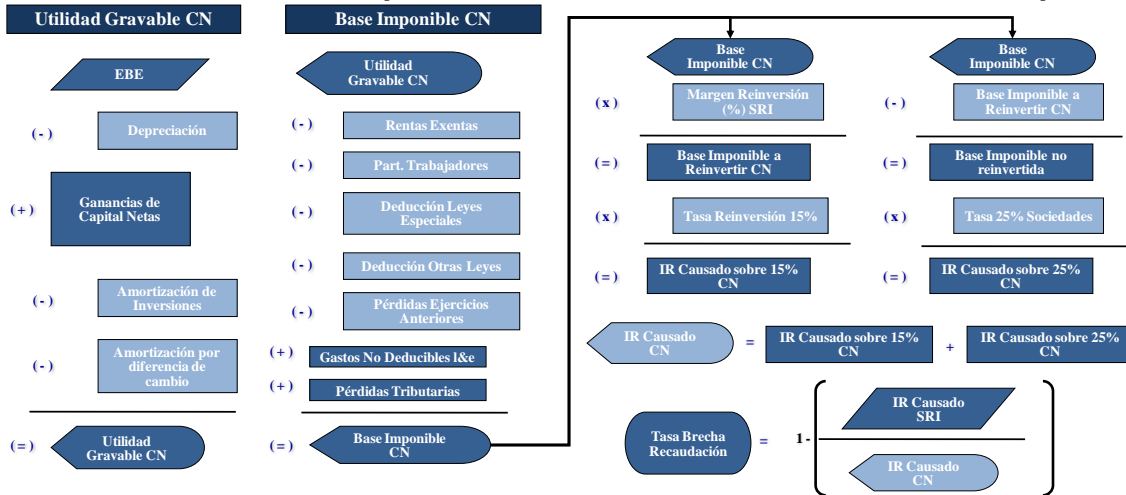 Utilidad Gravable CN
EBE
(-)
Depreciación
(+)
Ganancias de
Capital Netas
(-)
Amortización de
Inversiones
(-)
Amortización por
diferencia de
cambio
(=)
Utilidad
Gravable CN
Base Imponible CN
Utilidad
Gravable CN
(-)
Rentas Exentas
(-)
Part. Trabajadores
(-)
Deducción Leyes
Especiales
(-)
Deducción Otras Leyes
(-)
Pérdidas Ejercicios
Anteriores
(+)
Gastos No Deducibles l&e
(+)
Pérdidas Tributarias
(=)
Base Imponible
CN
Base
Imponible CN
(x)
Margen Reinversión
(%) SRI
(=)
Base Imponible a
Reinvertir CN
(x)
Tasa Reinversión 15%
(=)
IR Causado sobre 15%
CN
Base
Imponible CN
(-)
Base Imponible a
Reinvertir CN
(=)
Base Imponible no
reinvertida
(x)
Tasa 25% Sociedades
(=)
IR Causado sobre 25%
CN
IR Causado
CN
=
IR Causado sobre 15%
CN
+
IR Causado sobre 25%
CN
Tasa Brecha
Recaudación
=
1-
IR Causado
SRI
IR Causado
CN